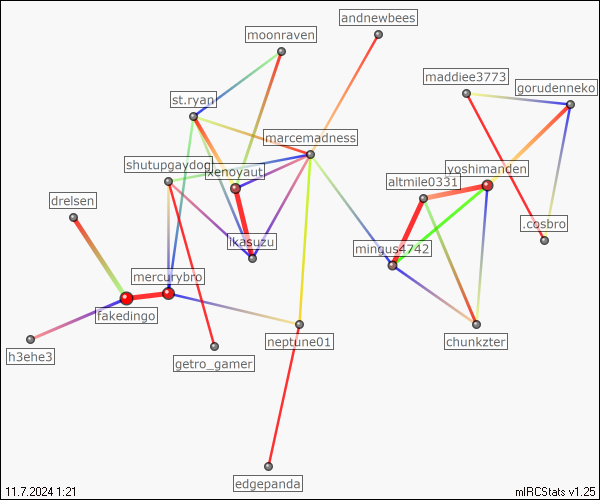 andnewbees
moonraven
maddiee3773
gorudenneko
st.ryan
marcemadness
shutupgaydog
xenoyaut
yoshimanden
altmile0331
drelsen
.cosbro
ikasuzu
mingus4742
mercurybro
fakedingo
neptune01
chunkzter
h3ehe3
getro_gamer
edgepanda
11.7.2024 1:21
mIRCStats v1.25